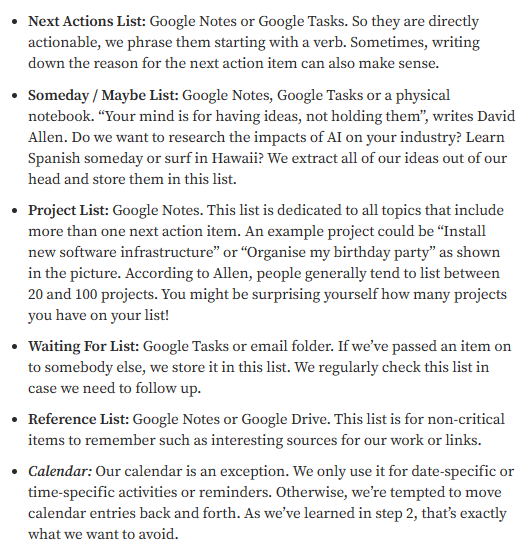 • Next Actions List: Google Notes or Google Tasks. So they are directly
actionable, we phrase them starting with a verb. Sometimes, writing
down the reason for the next action item can also make sense.
• Someday / Maybe List: Google Notes, Google Tasks or a physical
notebook. “Your mind is for having ideas, not holding them”, writes David
Allen. Do we want to research the impacts of AI on your industry? Learn
Spanish someday or surf in Hawaii? We extract all of our ideas out of our
head and store them in this list.
• Project List: Google Notes. This list is dedicated to all topics that include
more than one next action item. An example project could be “Install
new software infrastructure” or “Organise my birthday party” as shown
in the picture. According to Allen, people generally tend to list between
20 and 100 projects. You might be surprising yourself how many projects
you have on your list!
• Waiting For List: Google Tasks or email folder. If we’ve passed an item on
to somebody else, we store it in this list. We regularly check this list in
case we need to follow up.
• Reference List: Google Notes or Google Drive. This list is for non-critical
items to remember such as interesting sources for our work or links.
• Calendar: Our calendar is an exception. We only use it for date-specific or
time-specific activities or reminders. Otherwise, we’re tempted to move
calendar entries back and forth. As we’ve learned in step 2, that’s exactly
what we want to avoid.